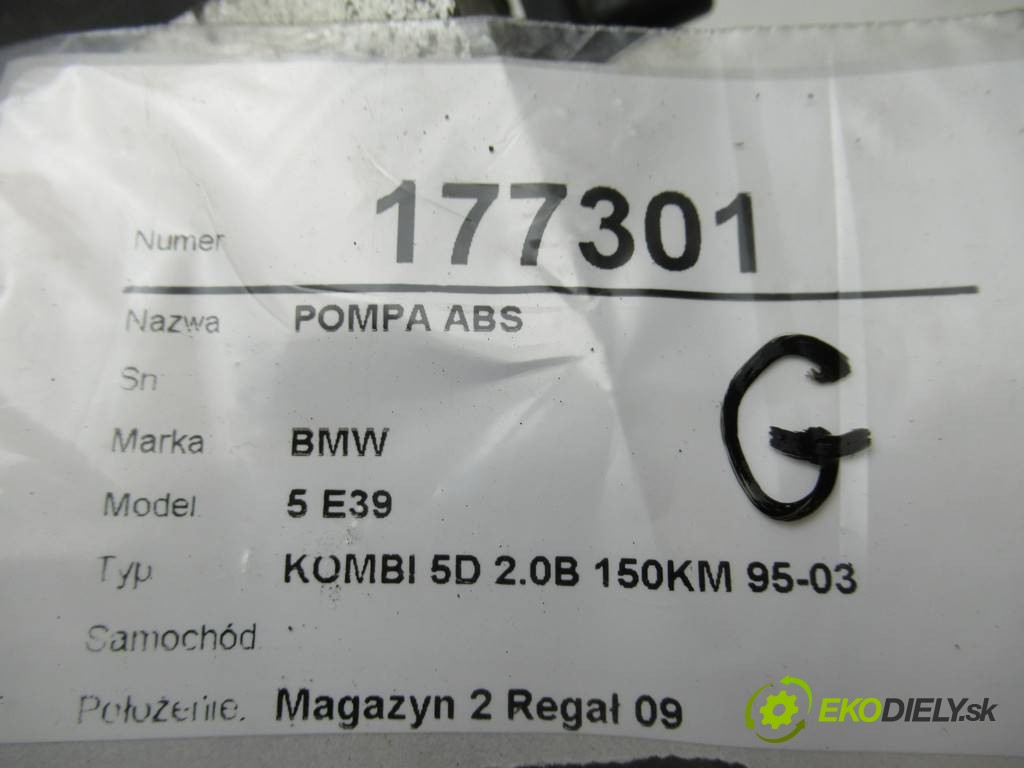 Numer 177301
Nazwa POMPA ABS
Sn
G
Marka BMW
Model 5 E39
Typ KOMBI 5D 2.0B 150KM 95-03
Samochód
Położenie. Magazyn 2 Regał 09
EKODIELY.sk